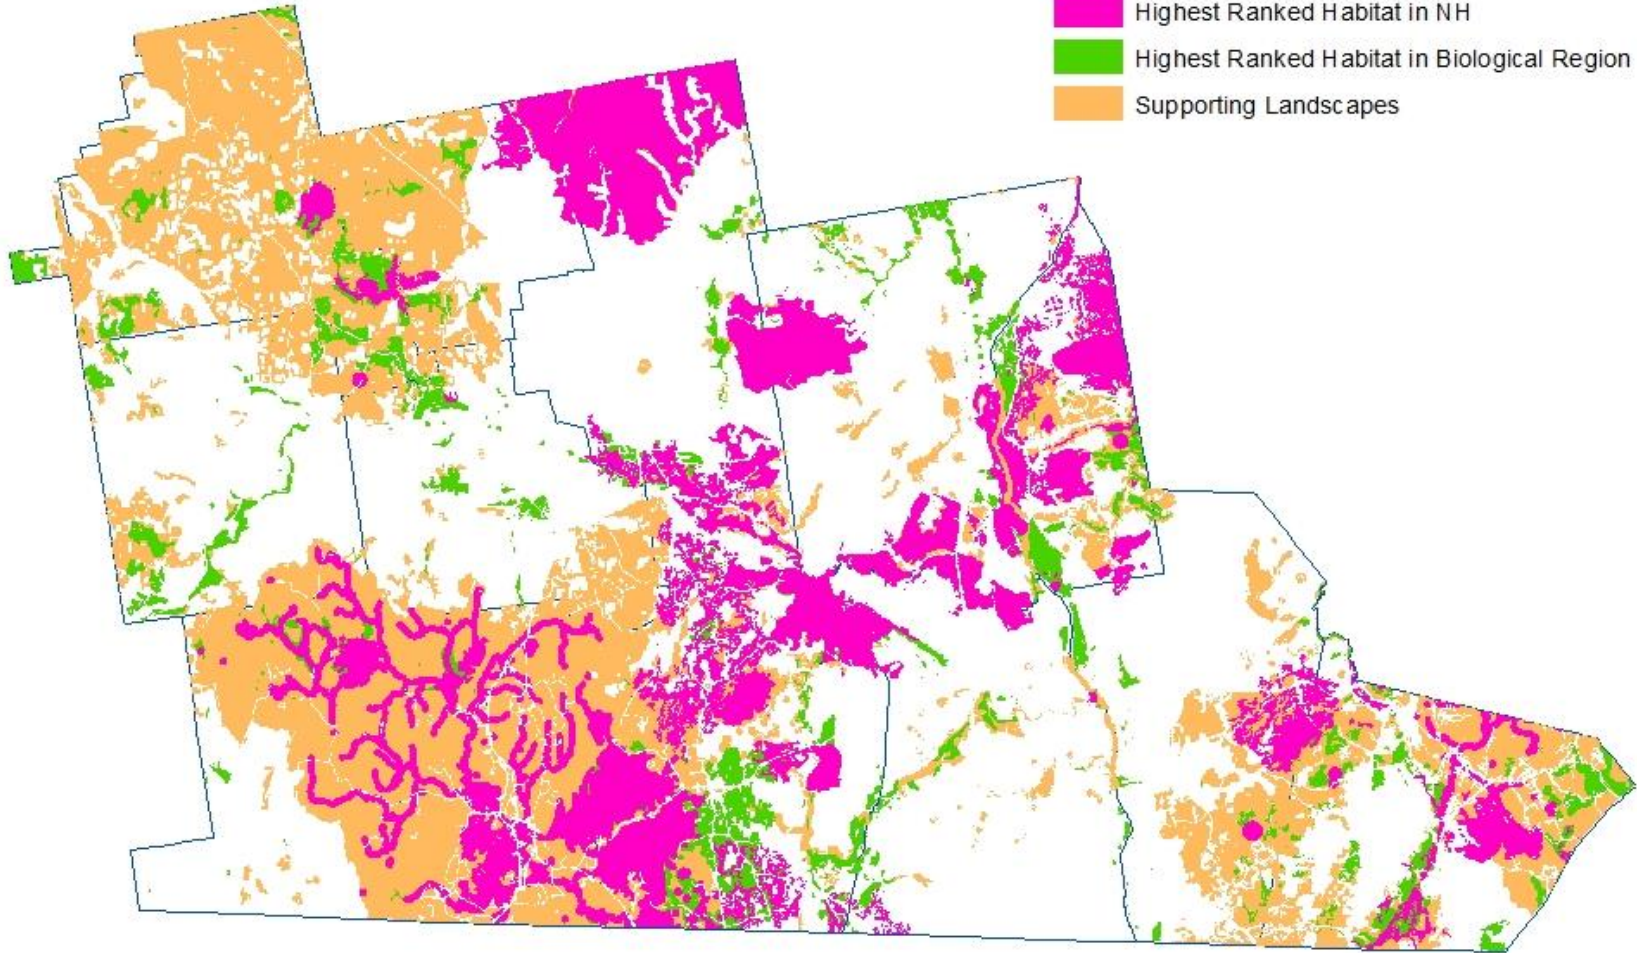 Highest Ranked Habitat in NH
Highest Ranked Habitat in Biological Region
Supporting Landscapes